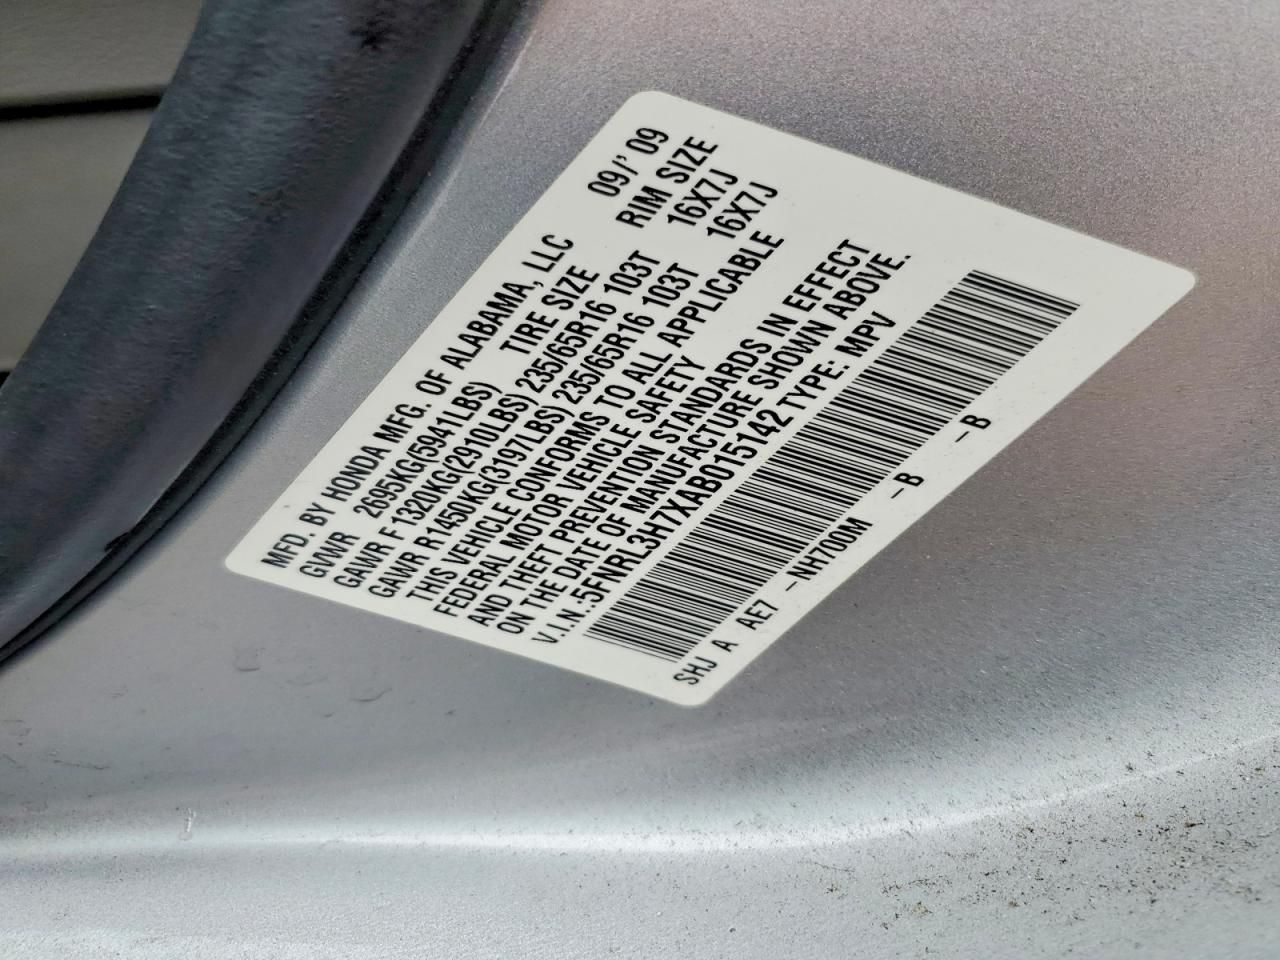 MFD. BY HONDA MFG. OF ALABAMA, LLC 09/' 09
GVWR 2695KG(5941LBS) TIRE SIZE RIM SIZE
GAWR F 1320KG(2910LBS) 235/65R16 103T 16X7J
GAWR R1450KG(3197LBS) 235/65R16 103T 16X7J
THIS VEHICLE CONFORMS TO ALL APPLICABLE
FEDERAL MOTOR VEHICLE SAFETY
AND THEFT PREVENTION STANDARDS IN EFFECT
ON THE DATE OF MANUFACTURE SHOWN ABOVE.
V.I.N.:5FNRL3H7XAB015142 TYPE: MPV
SHJ A AE7 -NH700M -B -B